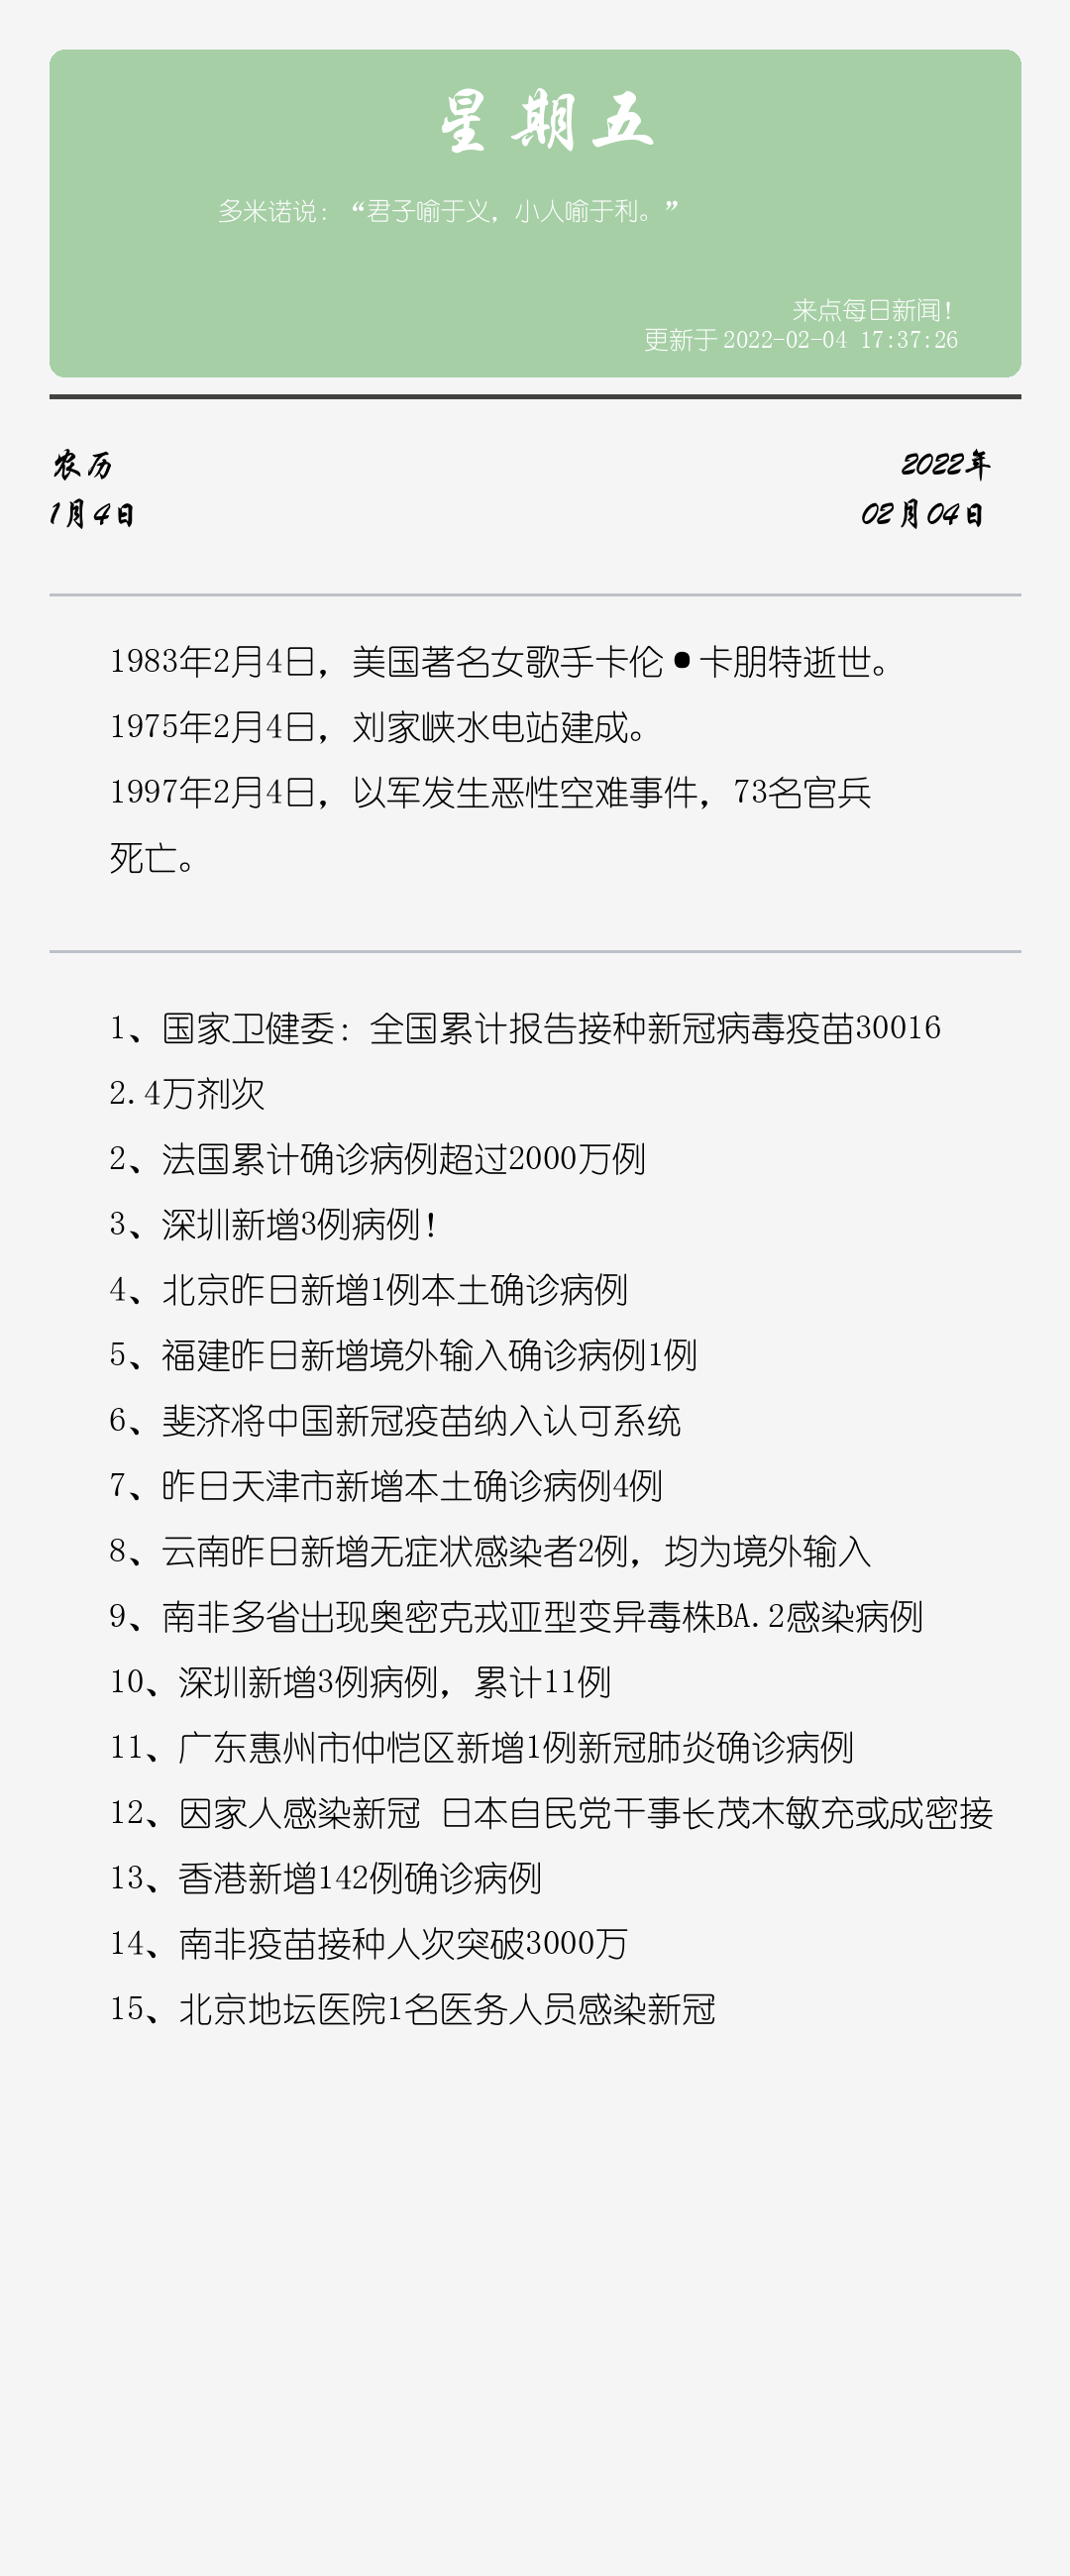 星期五
多米诺说：“君子喻于义，小人喻于利。”
来点每日新闻！
更新于 2022-02-04 17:37:26
农历
2022年
1月4日
02月04日
1983年2月4日，美国著名女歌手卡伦•卡朋特逝世。
1975年2月4日，刘家峡水电站建成。
1997年2月4日，以军发生恶性空难事件，73名官兵
死亡。
1、国家卫健委：全国累计报告接种新冠病毒疫苗30016
2.4万剂次
2、法国累计确诊病例超过2000万例
3、深圳新增3例病例！
4、北京昨日新增1例本土确诊病例
5、福建昨日新增境外输入确诊病例1例
6、斐济将中国新冠疫苗纳入认可系统
7、昨日天津市新增本土确诊病例4例
8、云南昨日新增无症状感染者2例，均为境外输入
9、南非多省出现奥密克戎亚型变异毒株BA.2感染病例
10、深圳新增3例病例，累计11例
11、广东惠州市仲恺区新增1例新冠肺炎确诊病例
12、因家人感染新冠 日本自民党干事长茂木敏充或成密接
13、香港新增142例确诊病例
14、南非疫苗接种人次突破3000万
15、北京地坛医院1名医务人员感染新冠